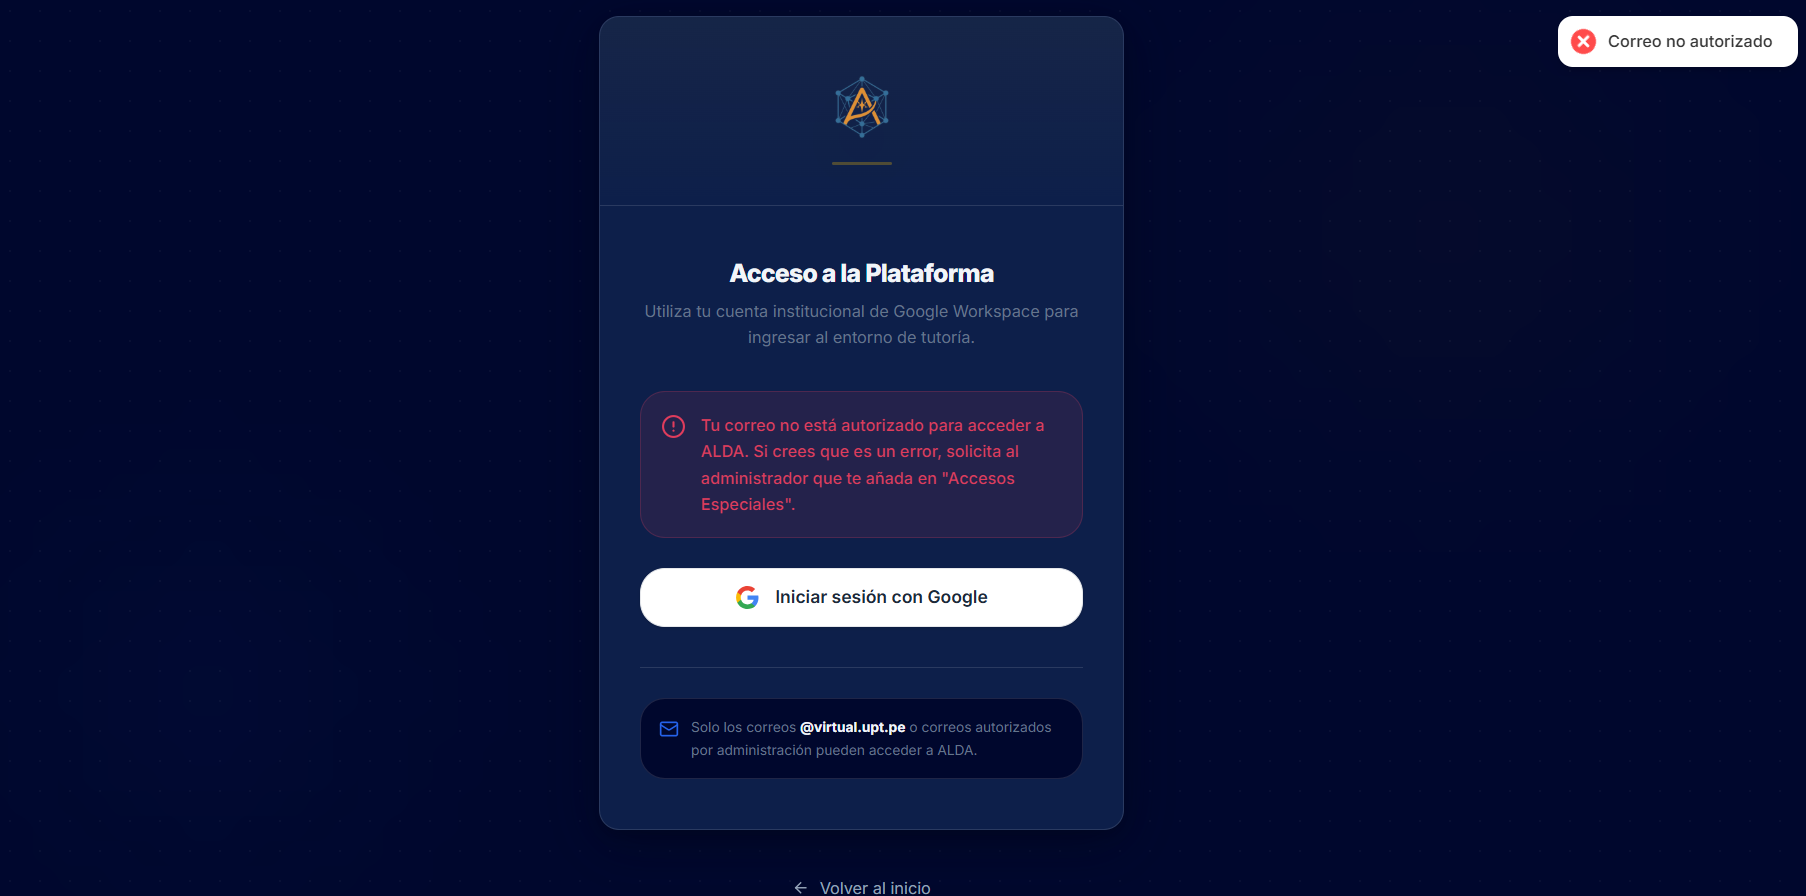 Correo no autorizado
Acceso a la Plataforma
Utiliza tu cuenta institucional de Google Workspace para
ingresar al entorno de tutoría.
Tu correo no está autorizado para acceder a
ALDA. Si crees que es un error, solicita al
administrador que te añada en "Accesos
Especiales".
Iniciar sesión con Google
Solo los correos @virtual.upt.pe o correos autorizados
por administración pueden acceder a ALDA.
Volver al inicio